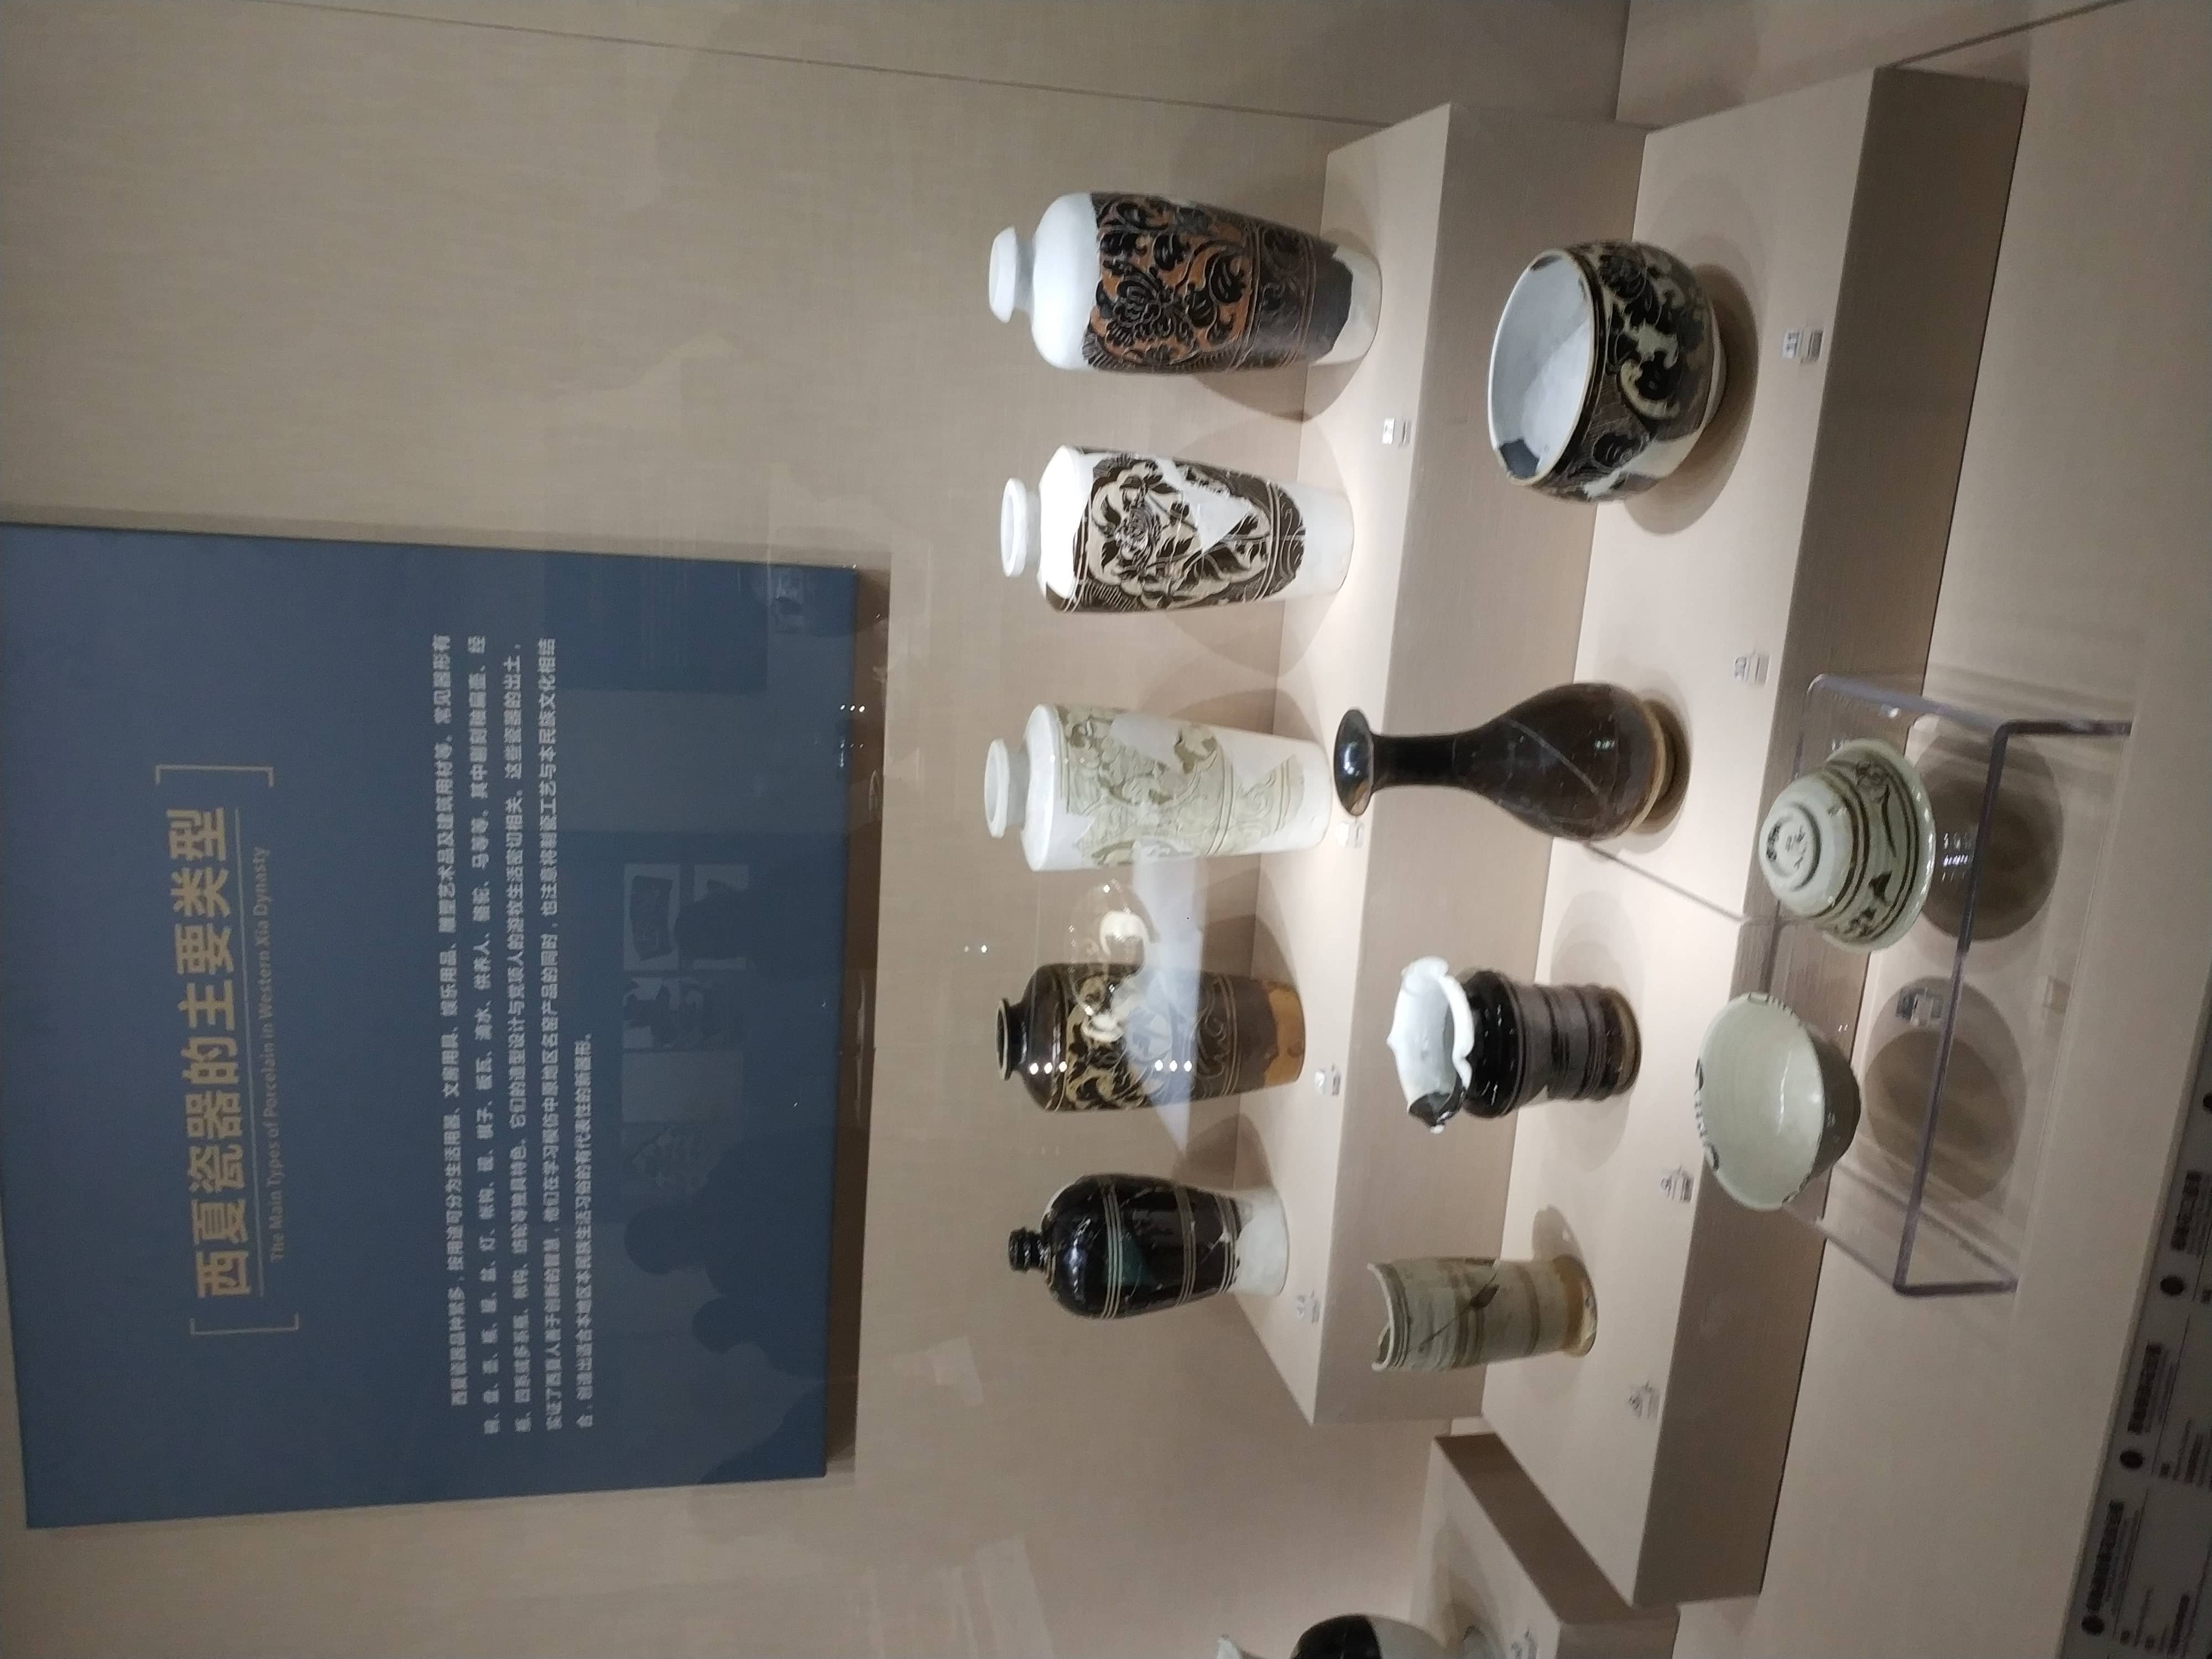 西夏瓷器的主要类型
The Main Types of Porcelain in Western Xia Dynasty
西夏瓷器品种繁多，按用途可分为生活用器、文房用具、娱乐用品、雕塑艺术品及建筑用材等。常见器形有
碗、盘、壶、瓶、罐、盆、灯、帐钩、砚、棋子、板瓦、滴水、供养人、骆驼、马等等。其中剔刻釉扁壶、经
瓶、四系或多系瓶、帐钩、纺轮等独具特色。它们的造型设计与党项人的游牧生活密切相关。这些瓷器的出土，
实证了西夏人善于创新的智慧，他们在学习模仿中原地区名窑产品的同时，也注意将制瓷工艺与本民族文化相结
合，创造出适合本地区本民族生活习俗的有代表性的新器形。
7
9
10
11